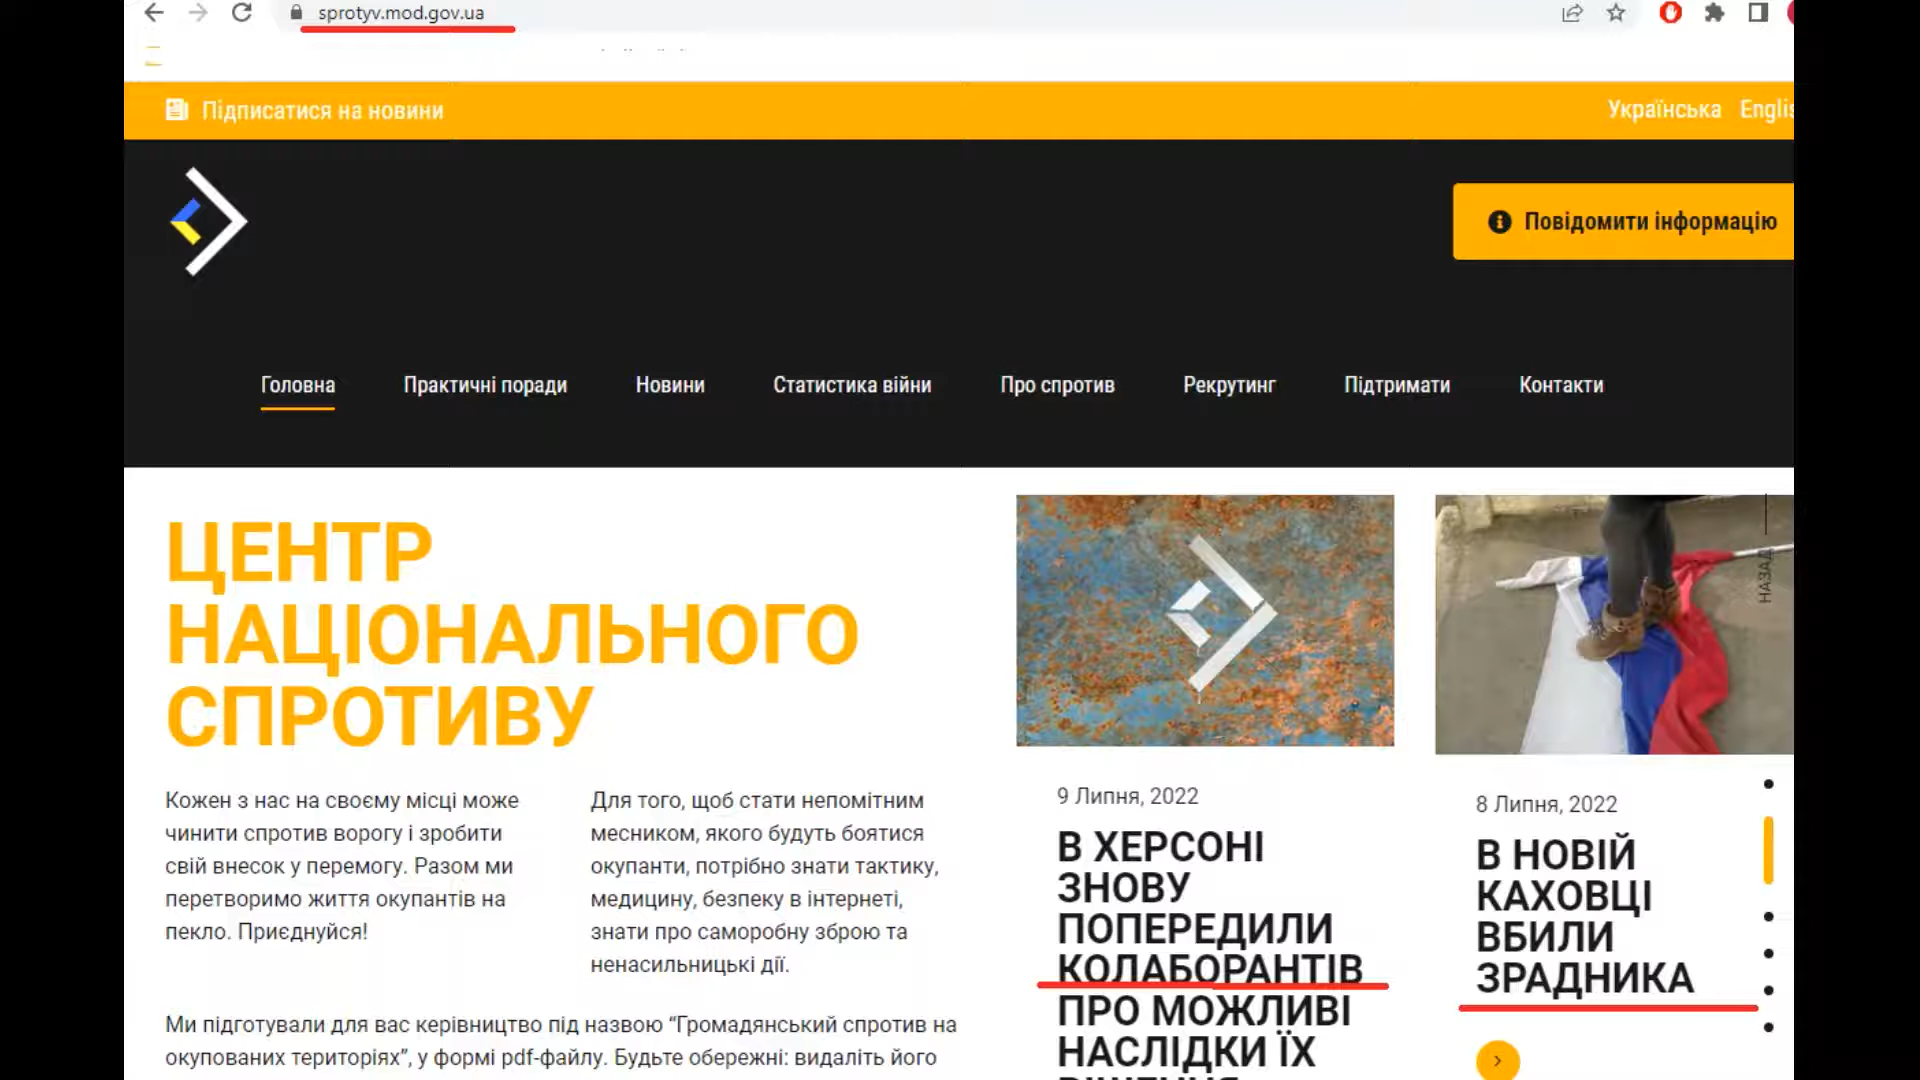 sprotyv.mod.gov.ua
Підписатися на новини
Українська Englis
Повідомити інформацію
Головна Практичні поради Новини Статистика війни Про спротив Рекрутинг Підтримати Контакти
ЦЕНТР
НАЦІОНАЛЬНОГО
СПРОТИВУ
Кожен з нас на своєму місці може
чинити спротив ворогу і зробити
свій внесок у перемогу. Разом ми
перетворимо життя окупантів на
пекло. Приєднуйся!
Для того, щоб стати непомітним
месником, якого будуть боятися
окупанти, потрібно знати тактику,
медицину, безпеку в інтернеті,
знати про саморобну зброю та
ненасильницькі дії.
Ми підготували для вас керівництво під назвою “Громадянський спротив на
окупованих територіях”, у формі pdf-файлу. Будьте обережні: видаліть його
9 Липня, 2022
В ХЕРСОНІ
ЗНОВУ
ПОПЕРЕДИЛИ
КОЛАБОРАНТІВ
ПРО МОЖЛИВІ
НАСЛІДКИ ЇХ
8 Липня, 2022
В НОВІЙ
КАХОВЦІ
ВБИЛИ
ЗРАДНИКА
НАЗАД